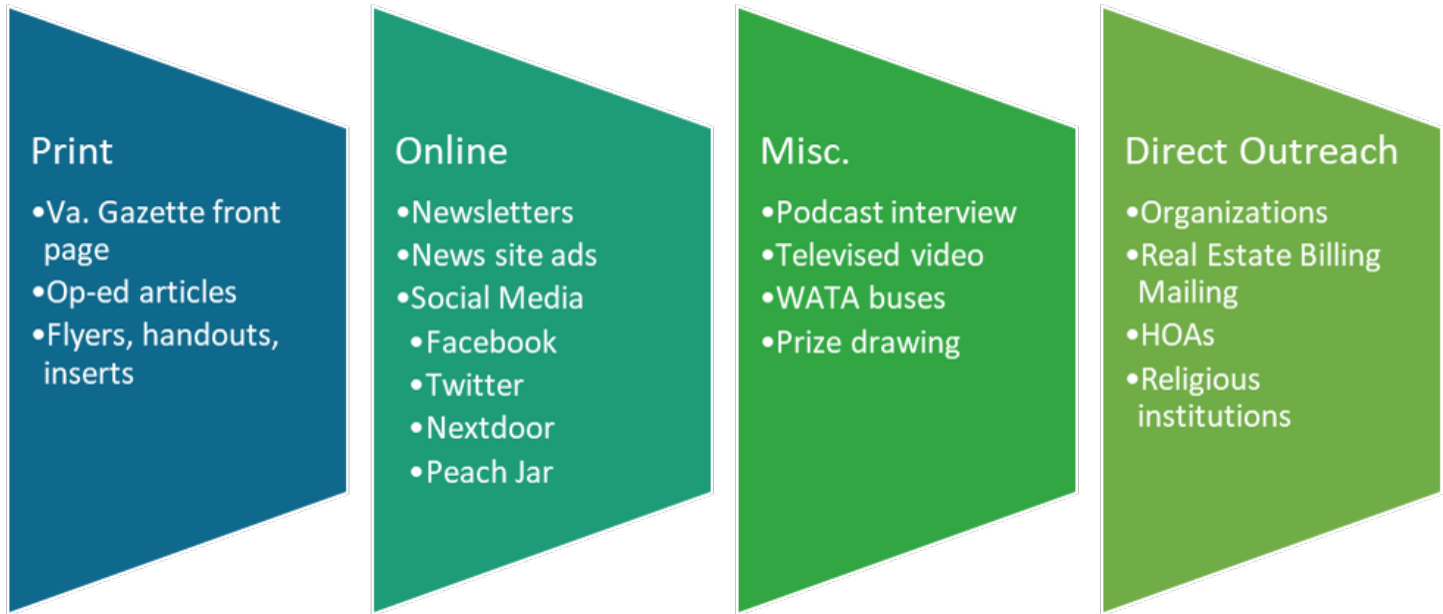 Print
•Va. Gazette front
page
•Op-ed articles
•Flyers, handouts,
inserts
Online
•Newsletters
•News site ads
•Social Media
•Facebook
•Twitter
•Nextdoor
•Peach Jar
Misc.
•Podcast interview
•Televised video
•WATA buses
•Prize drawing
Direct Outreach
•Organizations
•Real Estate Billing
Mailing
•HOAs
•Religious
institutions